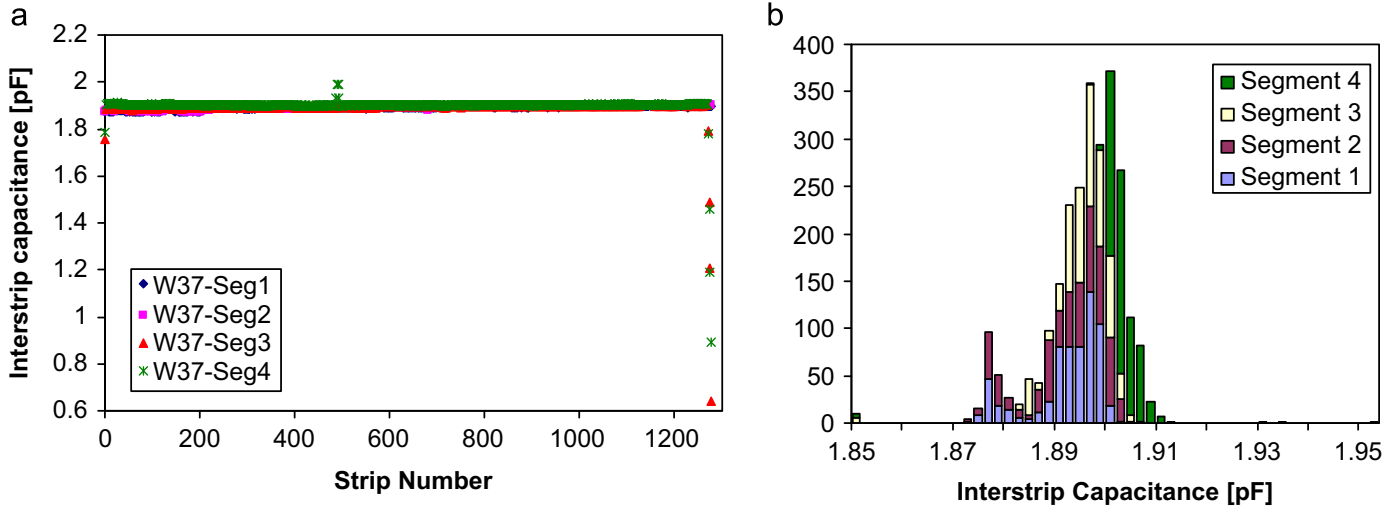 a
Interstrip capacitance [pF]
2.2
2
1.8
1.6
1.4
1.2
1
0.8
0.6
W37-Seg1
W37-Seg2
W37-Seg3
W37-Seg4
0 200 400 600 800 1000 1200
Strip Number
b
400
350
300
250
200
150
100
50
0
Segment 4
Segment 3
Segment 2
Segment 1
1.85 1.87 1.89 1.91 1.93 1.95
Interstrip Capacitance [pF]